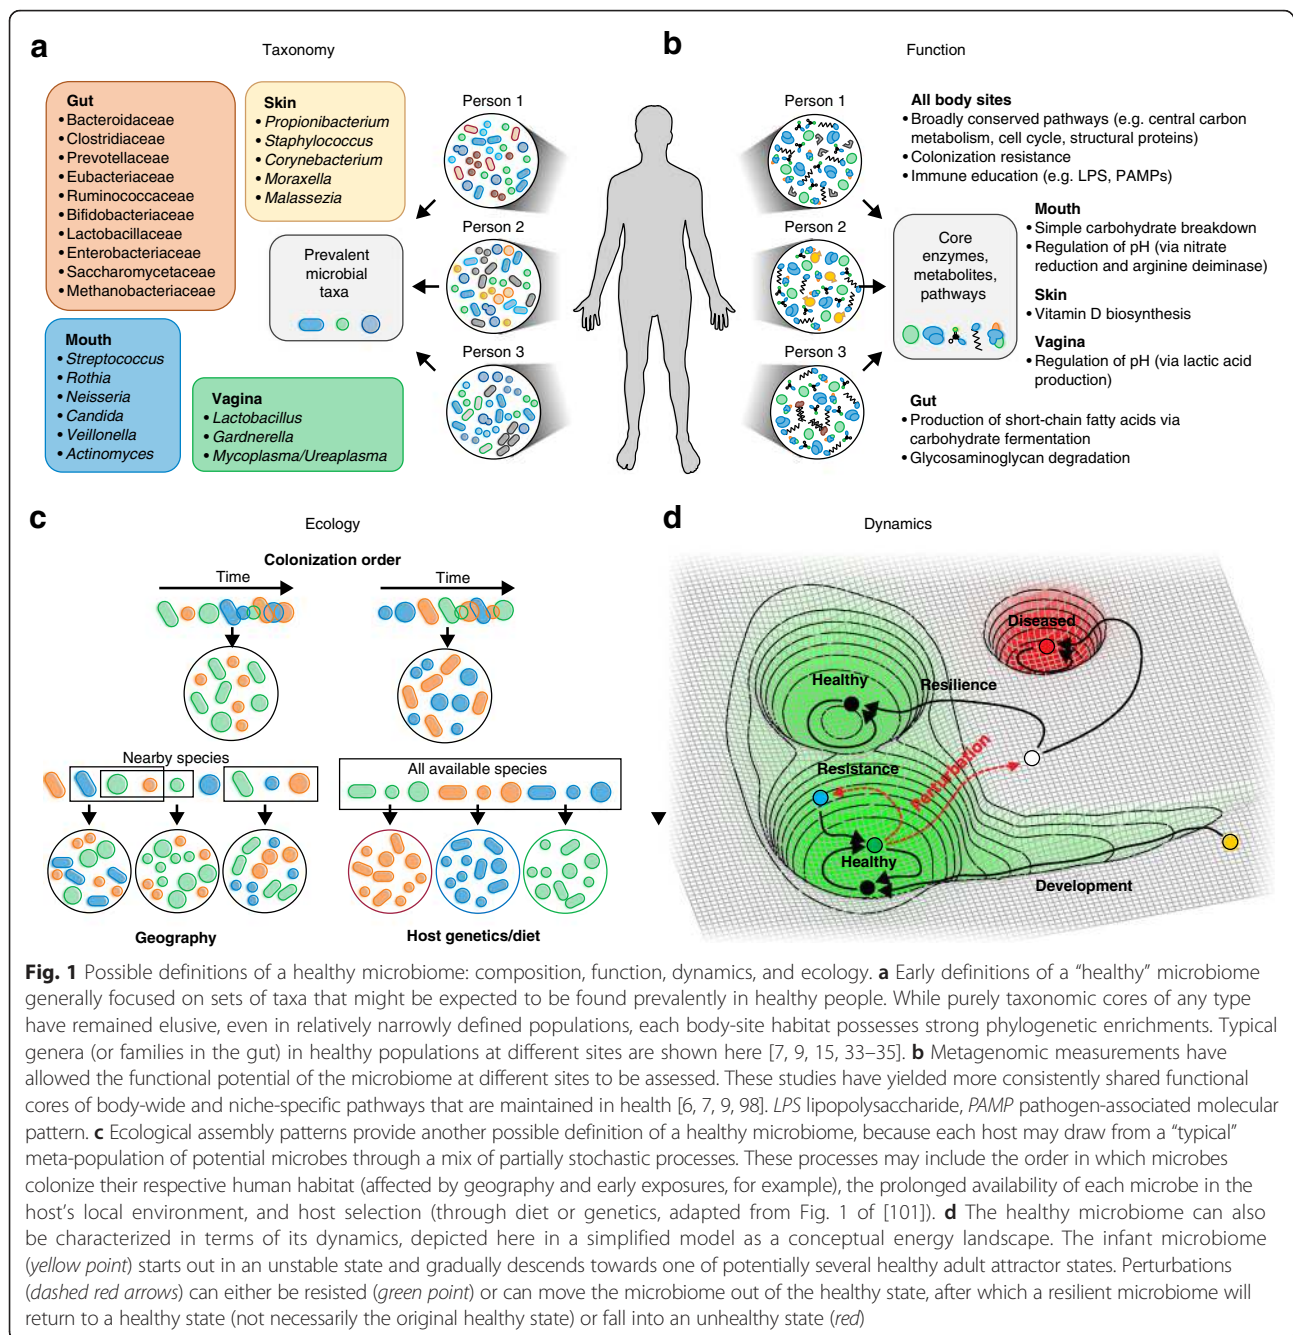 a
Taxonomy
Gut
• Bacteroidaceae
• Clostridiaceae
• Prevotellaceae
• Eubacteriaceae
• Ruminococcaceae
• Bifidobacteriaceae
• Lactobacillaceae
• Enterobacteriaceae
• Saccharomycetaceae
• Methanobacteriaceae
Skin
• Propionibacterium
• Staphylococcus
• Corynebacterium
• Moraxella
• Malassezia
Prevalent
microbial
taxa
Mouth
• Streptococcus
• Rothia
• Neisseria
• Candida
• Veillonella
• Actinomyces
Vagina
• Lactobacillus
• Gardnerella
• Mycoplasma/Ureaplasma
Person 1
Person 2
Person 3
b
Function
Person 1
Person 2
Person 3
Core
enzymes,
metabolites,
pathways
All body sites
• Broadly conserved pathways (e.g. central carbon
metabolism, cell cycle, structural proteins)
• Colonization resistance
• Immune education (e.g. LPS, PAMPs)
Mouth
• Simple carbohydrate breakdown
• Regulation of pH (via nitrate
reduction and arginine deiminase)
Skin
• Vitamin D biosynthesis
Vagina
• Regulation of pH (via lactic acid
production)
Gut
• Production of short-chain fatty acids via
carbohydrate fermentation
• Glycosaminoglycan degradation
c
Ecology
Colonization order
Time
Time
Nearby species
All available species
Geography
Host genetics/diet
d
Dynamics
Diseased
Healthy
Resilience
Perturbation
Resistance
Healthy
Development
Fig. 1 Possible definitions of a healthy microbiome: composition, function, dynamics, and ecology. a Early definitions of a “healthy” microbiome
generally focused on sets of taxa that might be expected to be found prevalently in healthy people. While purely taxonomic cores of any type
have remained elusive, even in relatively narrowly defined populations, each body-site habitat possesses strong phylogenetic enrichments. Typical
genera (or families in the gut) in healthy populations at different sites are shown here [7, 9, 15, 33–35]. b Metagenomic measurements have
allowed the functional potential of the microbiome at different sites to be assessed. These studies have yielded more consistently shared functional
cores of body-wide and niche-specific pathways that are maintained in health [6, 7, 9, 98]. LPS lipopolysaccharide, PAMP pathogen-associated molecular
pattern. c Ecological assembly patterns provide another possible definition of a healthy microbiome, because each host may draw from a “typical”
meta-population of potential microbes through a mix of partially stochastic processes. These processes may include the order in which microbes
colonize their respective human habitat (affected by geography and early exposures, for example), the prolonged availability of each microbe in the
host’s local environment, and host selection (through diet or genetics, adapted from Fig. 1 of [101]). d The healthy microbiome can also
be characterized in terms of its dynamics, depicted here in a simplified model as a conceptual energy landscape. The infant microbiome
(yellow point) starts out in an unstable state and gradually descends towards one of potentially several healthy adult attractor states. Perturbations
(dashed red arrows) can either be resisted (green point) or can move the microbiome out of the healthy state, after which a resilient microbiome will
return to a healthy state (not necessarily the original healthy state) or fall into an unhealthy state (red)